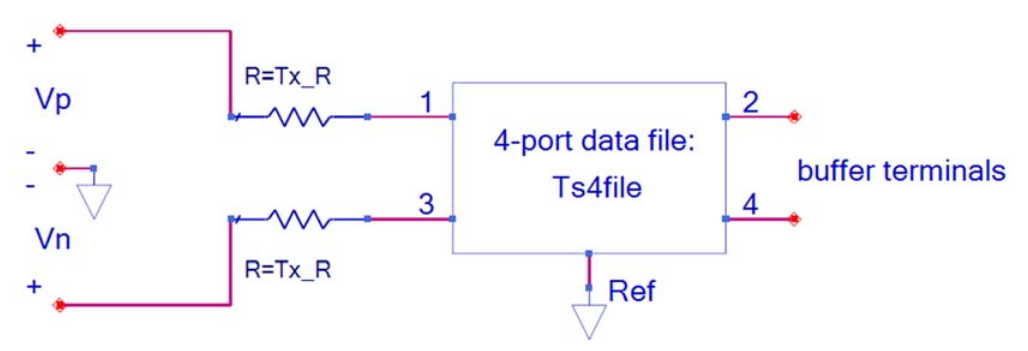 +
Vp
-
-
Vn
+
R=Tx_R
R=Tx_R
1
3
4-port data file:
Ts4file
2
4
buffer terminals
Ref